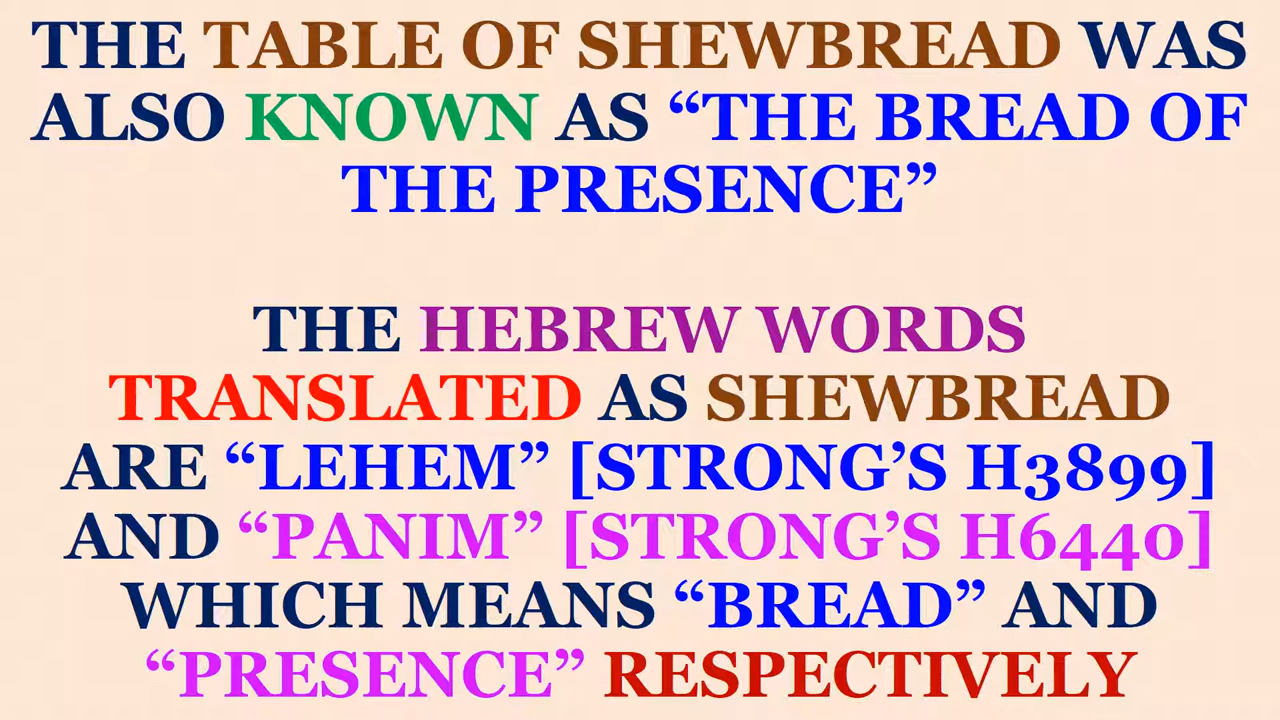 THE TABLE OF SHEWBREAD WAS
ALSO KNOWN AS “THE BREAD OF
THE PRESENCE”
THE HEBREW WORDS
TRANSLATED AS SHEWBREAD
ARE “LEHEM” [STRONG’S H3899]
AND “PANIM” [STRONG’S H6440]
WHICH MEANS “BREAD” AND
“PRESENCE” RESPECTIVELY